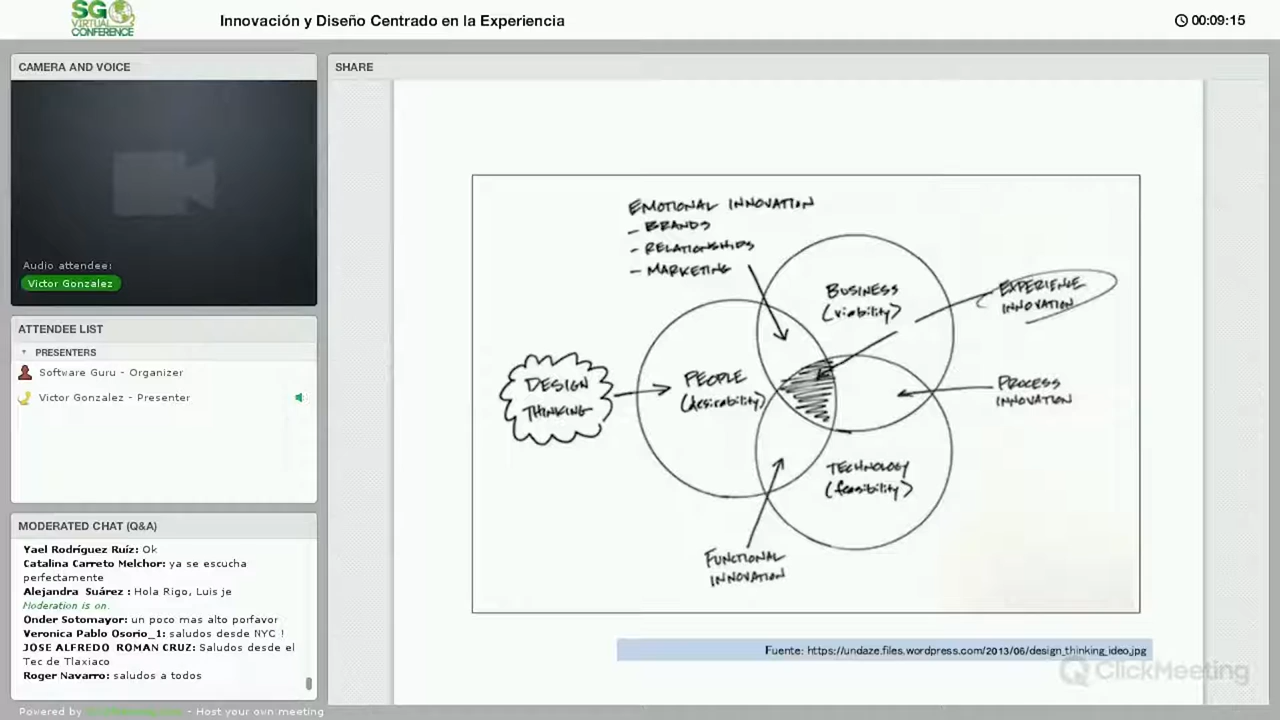 SG
VIRTUAL
CONFERENCE
Innovación y Diseño Centrado en la Experiencia
00:09:15
CAMERA AND VOICE
Audio attendee:
Victor Gonzalez
ATTENDEE LIST
PRESENTERS
Software Guru - Organizer
Victor Gonzalez - Presenter
MODERATED CHAT (Q&A)
Yael Rodríguez Ruíz: Ok
Catalina Carreto Melchor: ya se escucha
perfectamente
Alejandra Suárez : Hola Rigo, Luis je
Moderation is on.
Onder Sotomayor: un poco mas alto porfavor
Veronica Pablo Osorio_1: saludos desde NYC !
JOSE ALFREDO ROMAN CRUZ: Saludos desde el
Tec de Tlaxiaco
Roger Navarro: saludos a todos
Powered by ClickMeeting.com - Host your own meeting
SHARE
EMOTIONAL INNOVATION
- BRANDS
- RELATIONSHIPS
- MARKETING
BUSINESS
(viability)
EXPERIENCE
INNOVATION
DESIGN
THINKING
PEOPLE
(desirability)
PROCESS
INNOVATION
TECHNOLOGY
(feasibility)
FUNCTIONAL
INNOVATION
Fuente: https://undaze.files.wordpress.com/2013/06/design_thinking_ideo.jpg
ClickMeeting